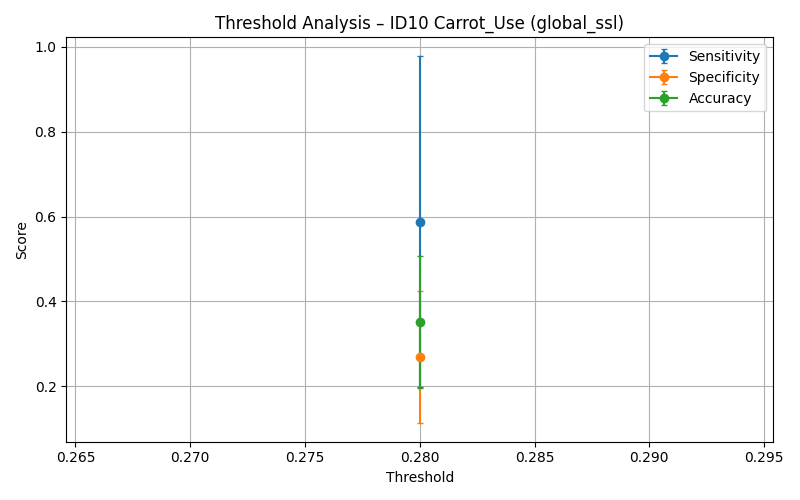 Threshold Analysis – ID10 Carrot_Use (global_ssl)
Sensitivity
Specificity
Accuracy
Score
1.0
0.8
0.6
0.4
0.2
0.265 0.270 0.275 0.280 0.285 0.290 0.295
Threshold